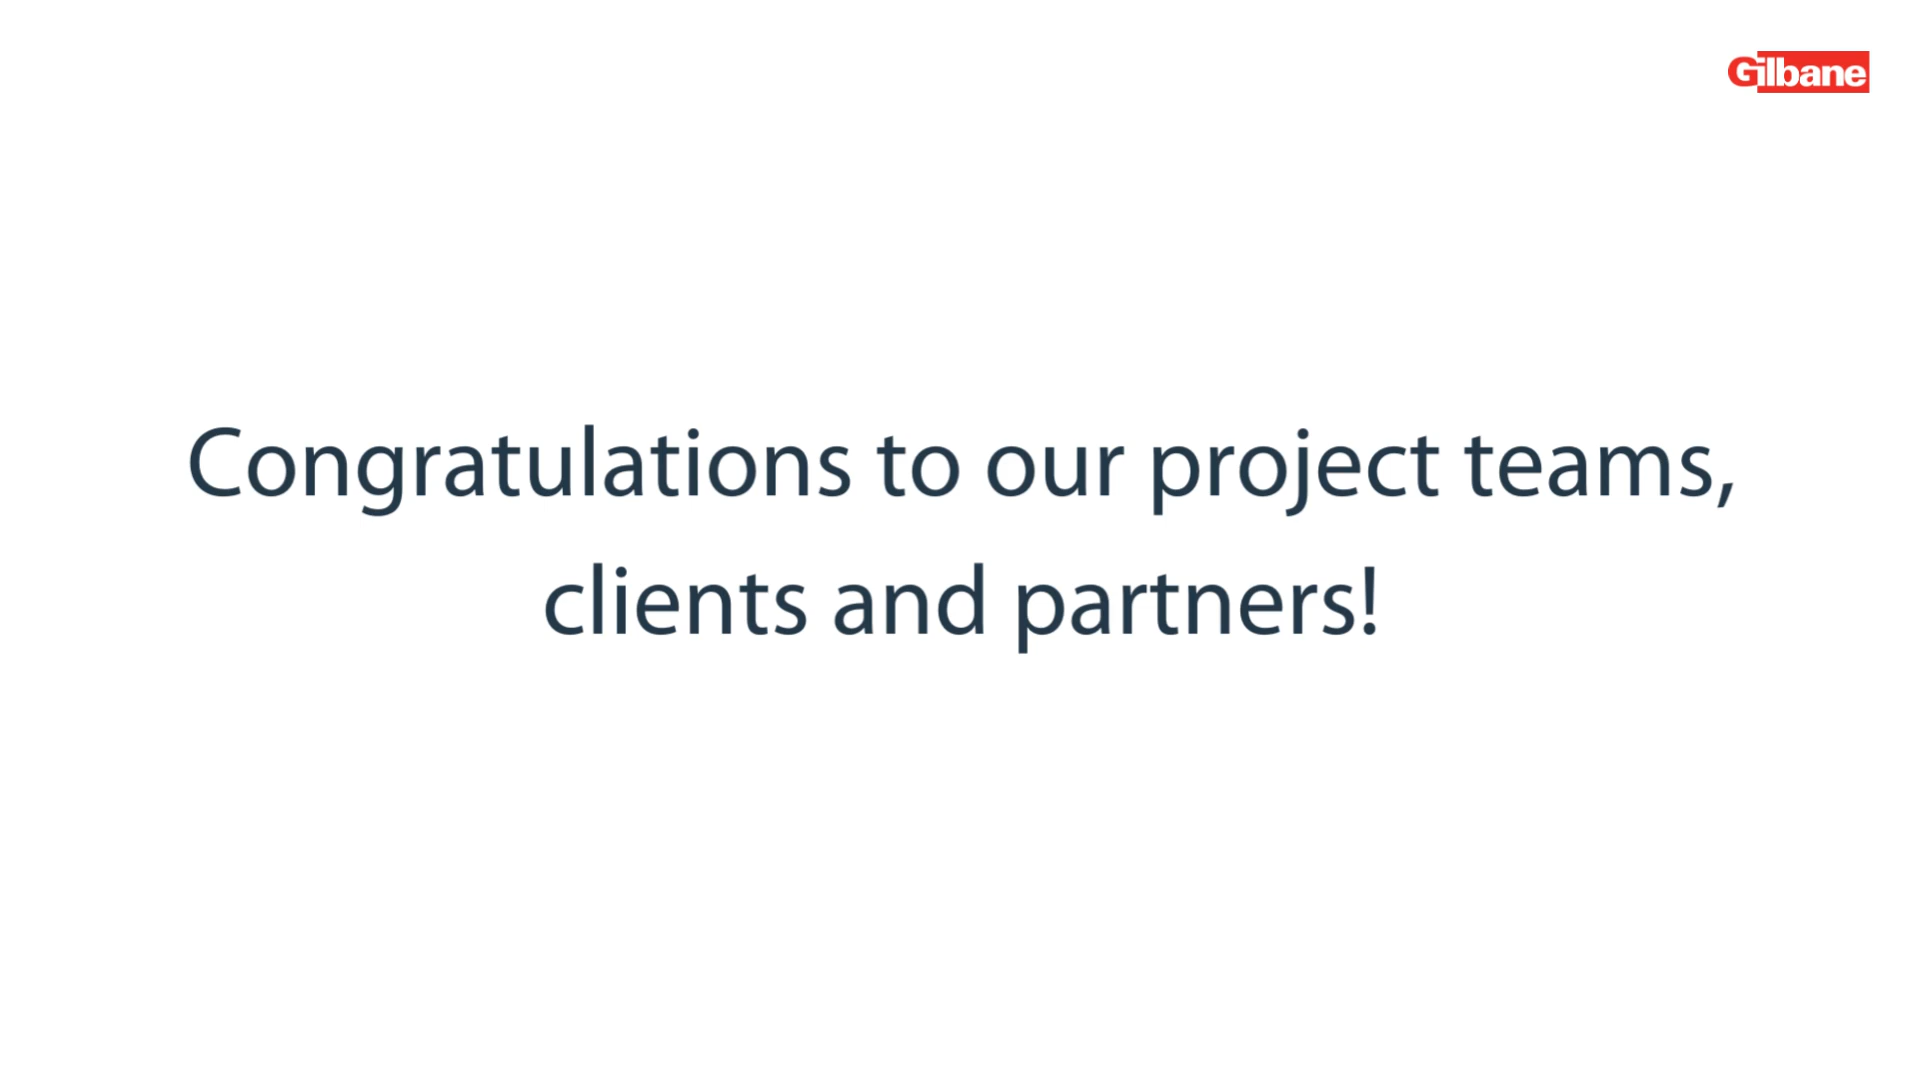 Gilbane
Congratulations to our project teams,
clients and partners!